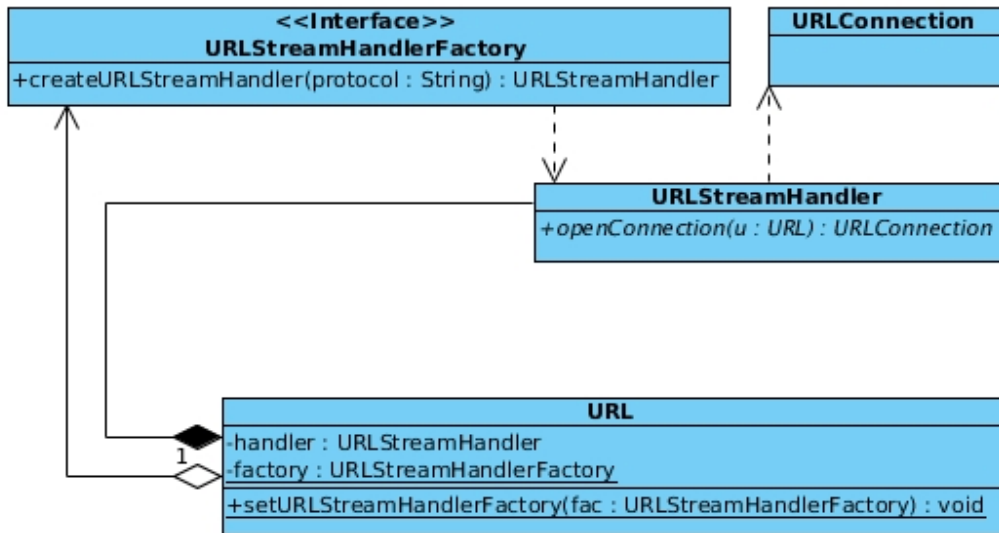 <<Interface>>
URLStreamHandlerFactory
+createURLStreamHandler(protocol : String) : URLStreamHandler
URLConnection
URLStreamHandler
+openConnection(u : URL) : URLConnection
URL
-handler : URLStreamHandler
1
-factory : URLStreamHandlerFactory
+setURLStreamHandlerFactory(fac : URLStreamHandlerFactory) : void